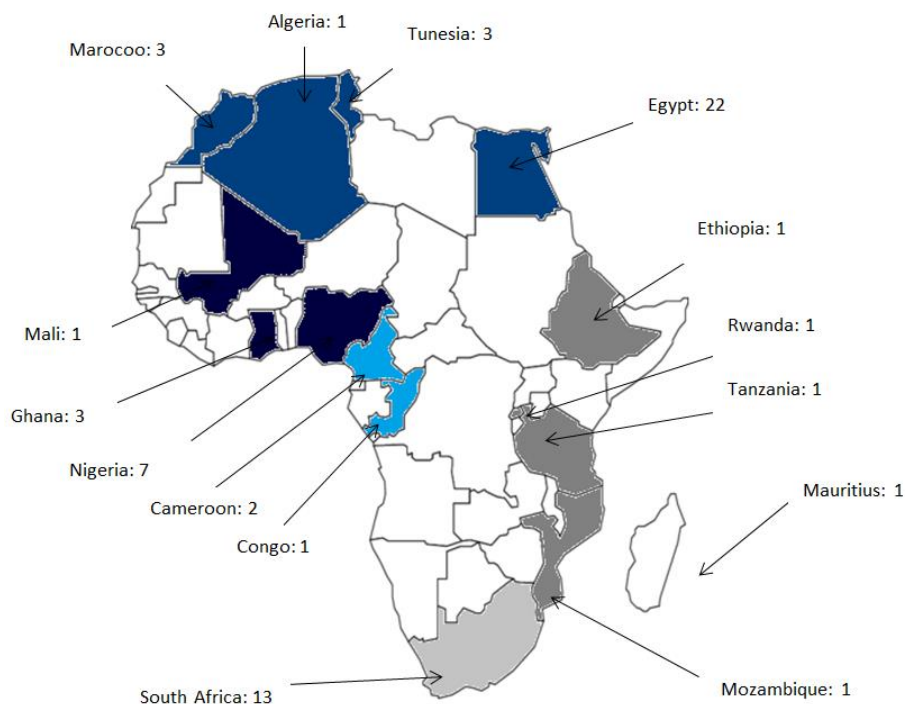 Algeria: 1
Tunesia: 3
Marocoo: 3
Egypt: 22
Ethiopia: 1
Rwanda: 1
Mali: 1
Tanzania: 1
Ghana: 3
Nigeria: 7
Mauritius: 1
Cameroon: 2
Congo: 1
Mozambique: 1
South Africa: 13